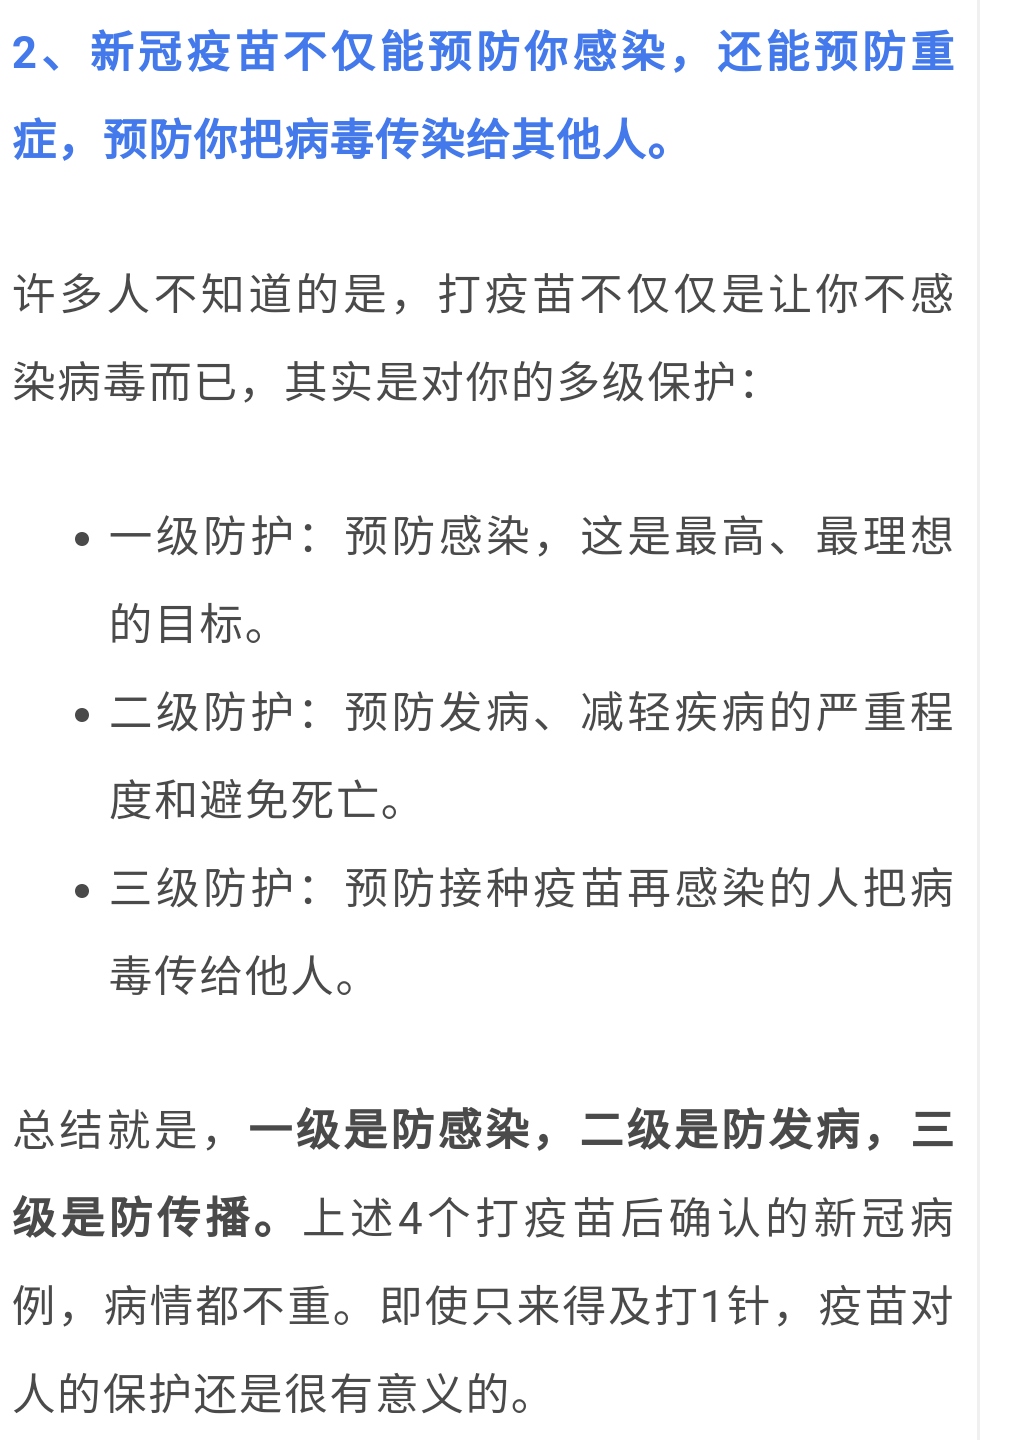 2、新冠疫苗不仅能预防你感染，还能预防重
症，预防你把病毒传染给其他人。
许多人不知道的是，打疫苗不仅仅是让你不感
染病毒而已，其实是对你的多级保护：
• 一级防护：预防感染，这是最高、最理想
的目标。
• 二级防护：预防发病、减轻疾病的严重程
度和避免死亡。
• 三级防护：预防接种疫苗再感染的人把病
毒传给他人。
总结就是，一级是防感染，二级是防发病，三
级是防传播。上述4个打疫苗后确认的新冠病
例，病情都不重。即使只来得及打1针，疫苗对
人的保护还是很有意义的。